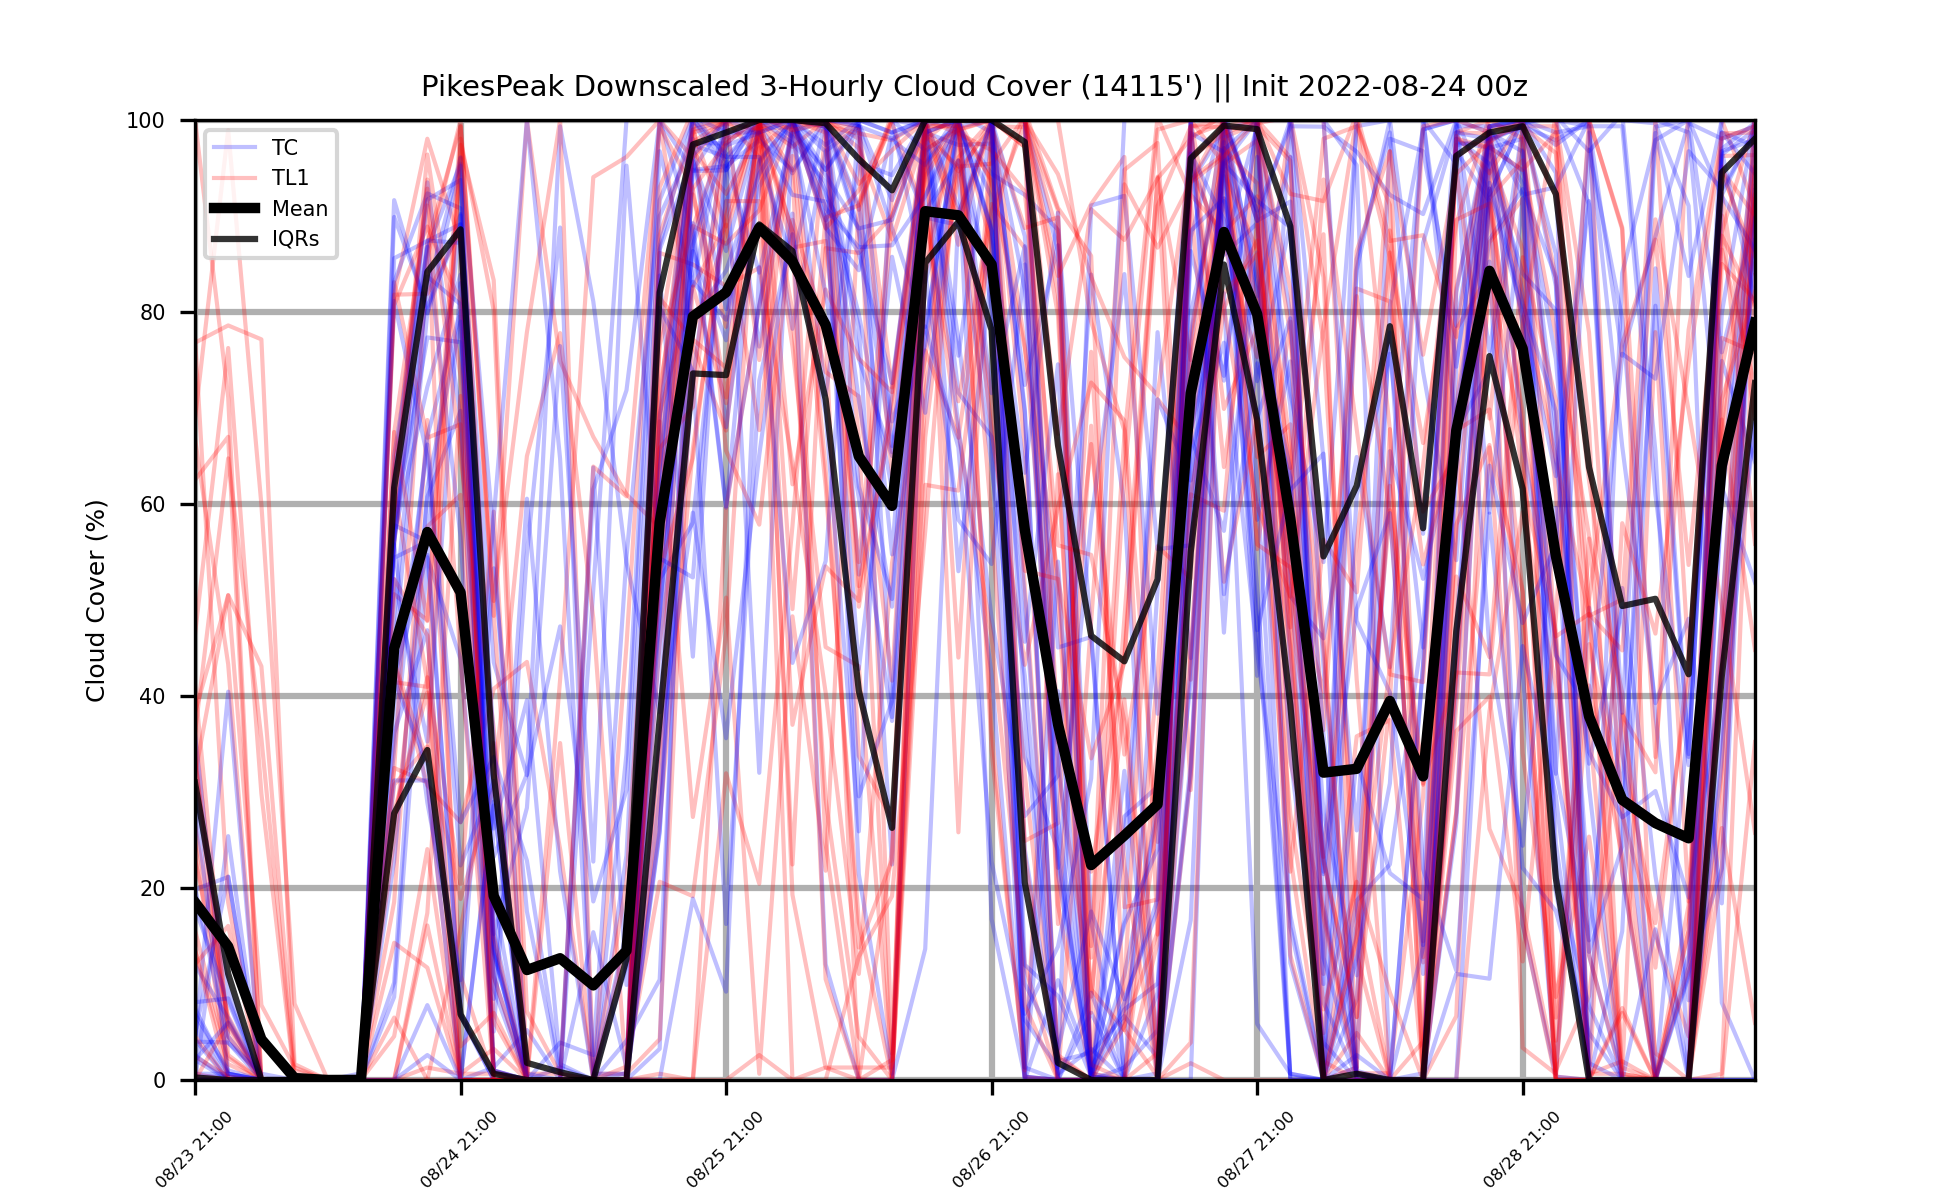 PikesPeak Downscaled 3-Hourly Cloud Cover (14115') || Init 2022-08-24 00z
TC
TL1
Mean
IQRs
Cloud Cover (%)
100
80
60
40
20
0
08/23 21:00
08/24 21:00
08/25 21:00
08/26 21:00
08/27 21:00
08/28 21:00